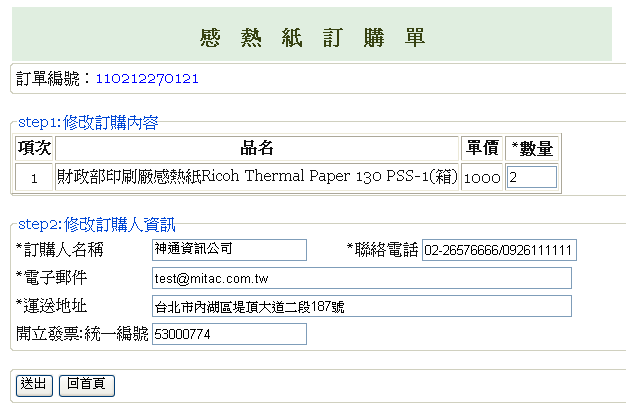 感 熱 紙 訂 購 單
訂單編號：110212270121
step1:修改訂購內容
項次 品名 單價 *數量
1 財政部印刷廠感熱紙Ricoh Thermal Paper 130 PSS-1(箱) 1000 2
step2:修改訂購人資訊
*訂購人名稱 神通資訊公司 *聯絡電話 02-26576666/0926111111
*電子郵件 test@mitac.com.tw
*運送地址 台北市內湖區堤頂大道二段187號
開立發票:統一編號 53000774
送出 回首頁